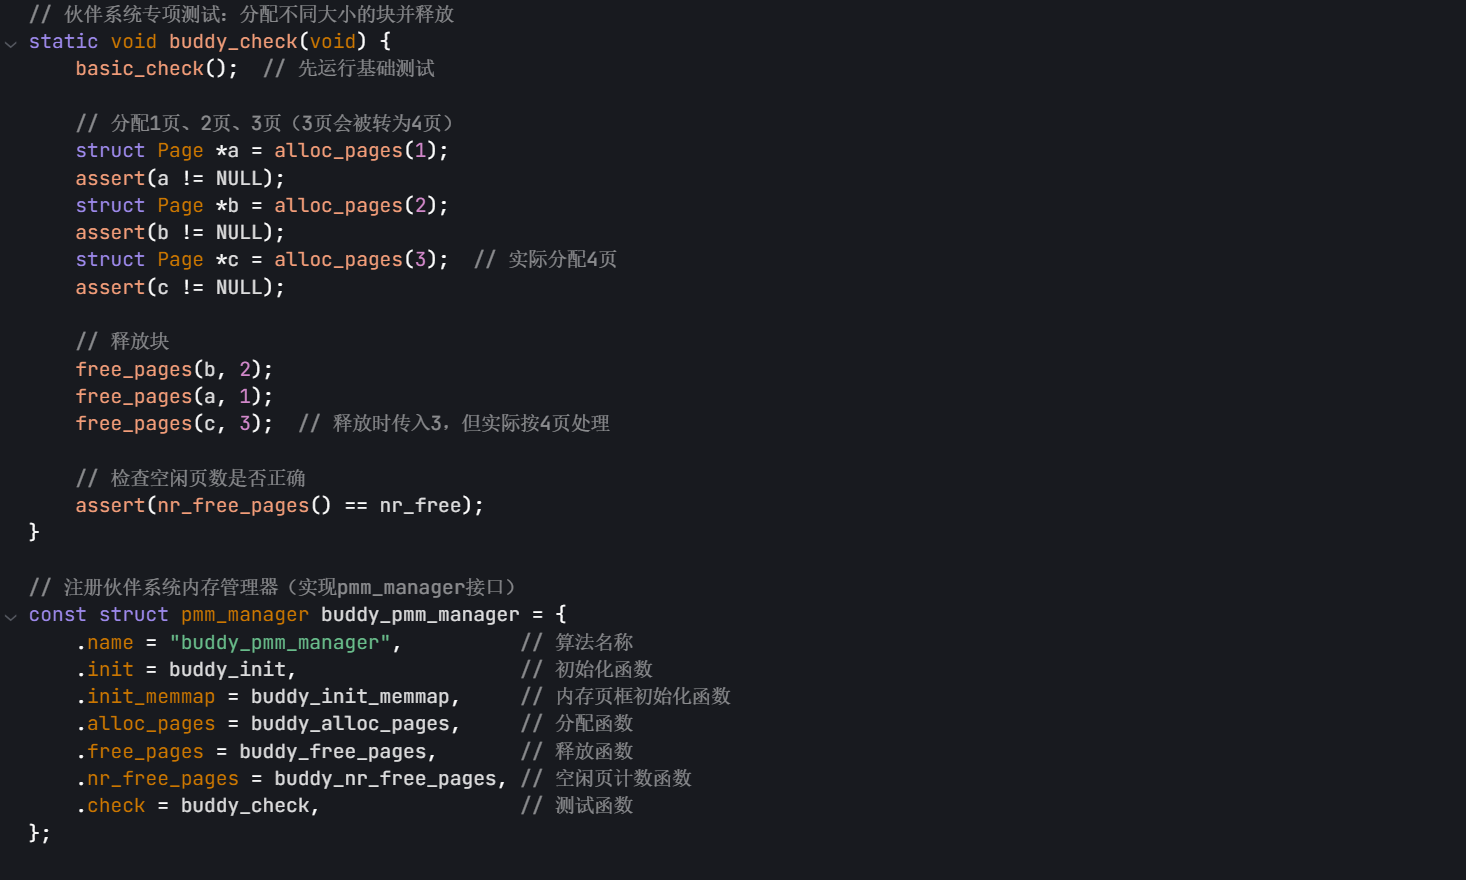 // 伙伴系统专项测试：分配不同大小的块并释放
static void buddy_check(void) {
    basic_check();  // 先运行基础测试

    // 分配1页、2页、3页（3页会被转为4页）
    struct Page *a = alloc_pages(1);
    assert(a != NULL);
    struct Page *b = alloc_pages(2);
    assert(b != NULL);
    struct Page *c = alloc_pages(3);  // 实际分配4页
    assert(c != NULL);

    // 释放块
    free_pages(b, 2);
    free_pages(a, 1);
    free_pages(c, 3);  // 释放时传入3，但实际按4页处理

    // 检查空闲页数是否正确
    assert(nr_free_pages() == nr_free);
}

// 注册伙伴系统内存管理器（实现pmm_manager接口）
const struct pmm_manager buddy_pmm_manager = {
    .name = "buddy_pmm_manager",          // 算法名称
    .init = buddy_init,                   // 初始化函数
    .init_memmap = buddy_init_memmap,     // 内存页框初始化函数
    .alloc_pages = buddy_alloc_pages,     // 分配函数
    .free_pages = buddy_free_pages,       // 释放函数
    .nr_free_pages = buddy_nr_free_pages, // 空闲页计数函数
    .check = buddy_check,                 // 测试函数
};